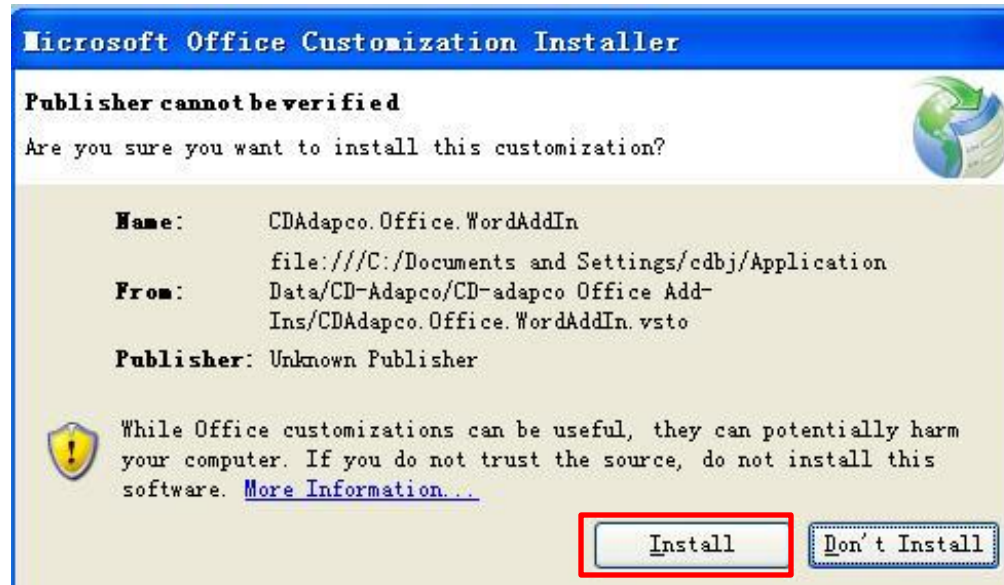 Microsoft Office Customization Installer
Publisher cannot be verified
Are you sure you want to install this customization?
Name: CDAdapco.Office.WordAddIn
file:///C:/Documents and Settings/cdbj/Application
From: Data/CD-Adapco/CD-adapco Office Add-
Ins/CDAdapco.Office.WordAddIn.vsto
Publisher: Unknown Publisher
While Office customizations can be useful, they can potentially harm
your computer. If you do not trust the source, do not install this
software. More Information...
Install Don't Install